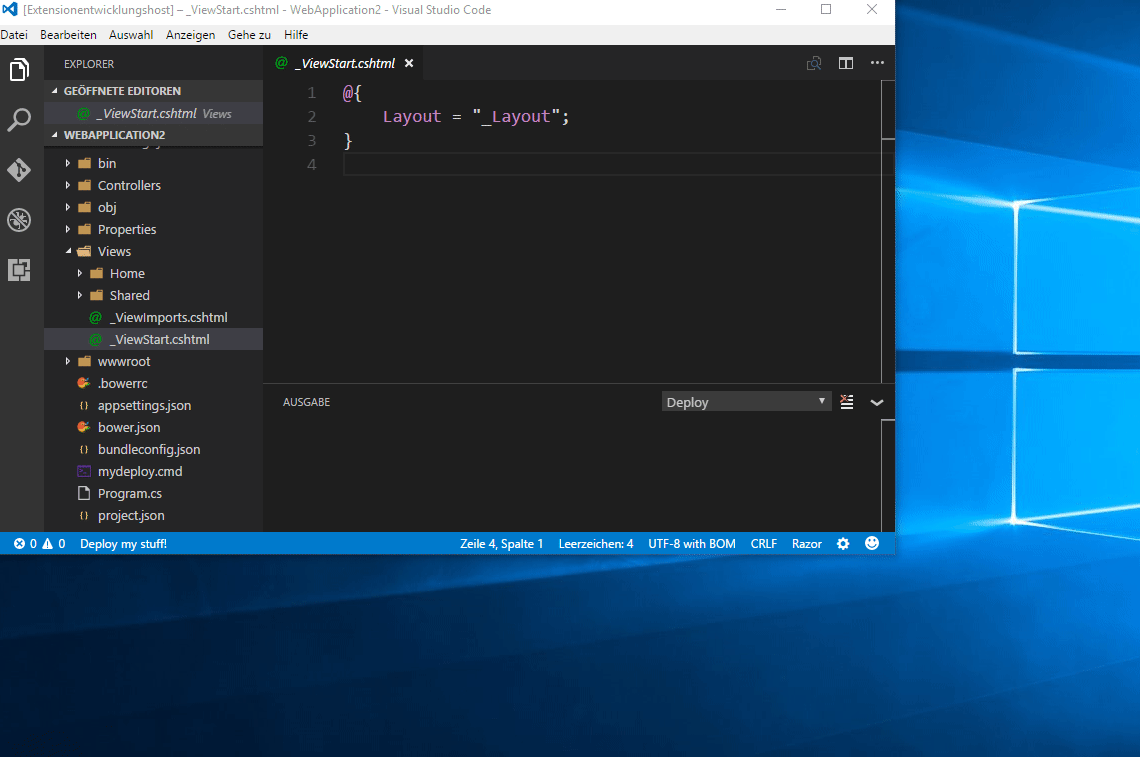 [Extensionentwicklungshost] – _ViewStart.cshtml - WebApplication2 - Visual Studio Code
Datei Bearbeiten Auswahl Anzeigen Gehe zu Hilfe
EXPLORER
GEÖFFNETE EDITOREN
@ _ViewStart.cshtml Views
WEBAPPLICATION2
bin
Controllers
obj
Properties
Views
Home
Shared
@ _ViewImports.cshtml
@ _ViewStart.cshtml
wwwroot
.bowerrc
{} appsettings.json
bower.json
{} bundleconfig.json
mydeploy.cmd
Program.cs
{} project.json
@ _ViewStart.cshtml
1 @{
2 Layout = "_Layout";
3 }
4
AUSGABE
Deploy
0 0 Deploy my stuff!
Zeile 4, Spalte 1 Leerzeichen: 4 UTF-8 with BOM CRLF Razor